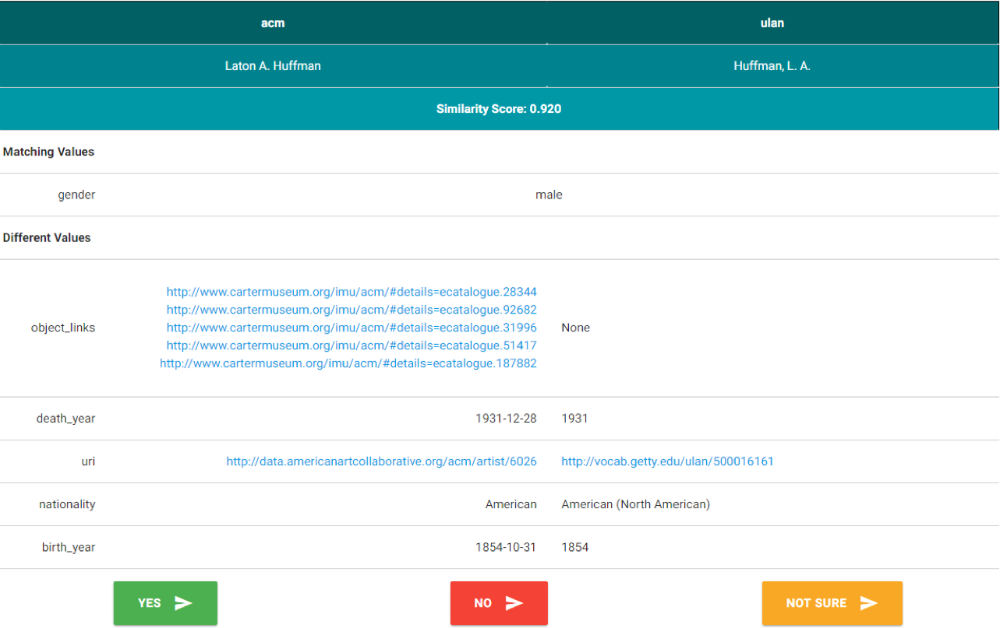 acm ulan
Laton A. Huffman Huffman, L. A.
Similarity Score: 0.920
Matching Values
gender male
Different Values
object_links http://www.cartermuseum.org/imu/acm/#details=ecatalogue.28344
http://www.cartermuseum.org/imu/acm/#details=ecatalogue.92682
http://www.cartermuseum.org/imu/acm/#details=ecatalogue.31996
http://www.cartermuseum.org/imu/acm/#details=ecatalogue.51417
http://www.cartermuseum.org/imu/acm/#details=ecatalogue.187882
None
death_year 1931-12-28 1931
uri http://data.americanartcollaborative.org/acm/artist/6026 http://vocab.getty.edu/ulan/500016161
nationality American American (North American)
birth_year 1854-10-31 1854
YES NO NOT SURE